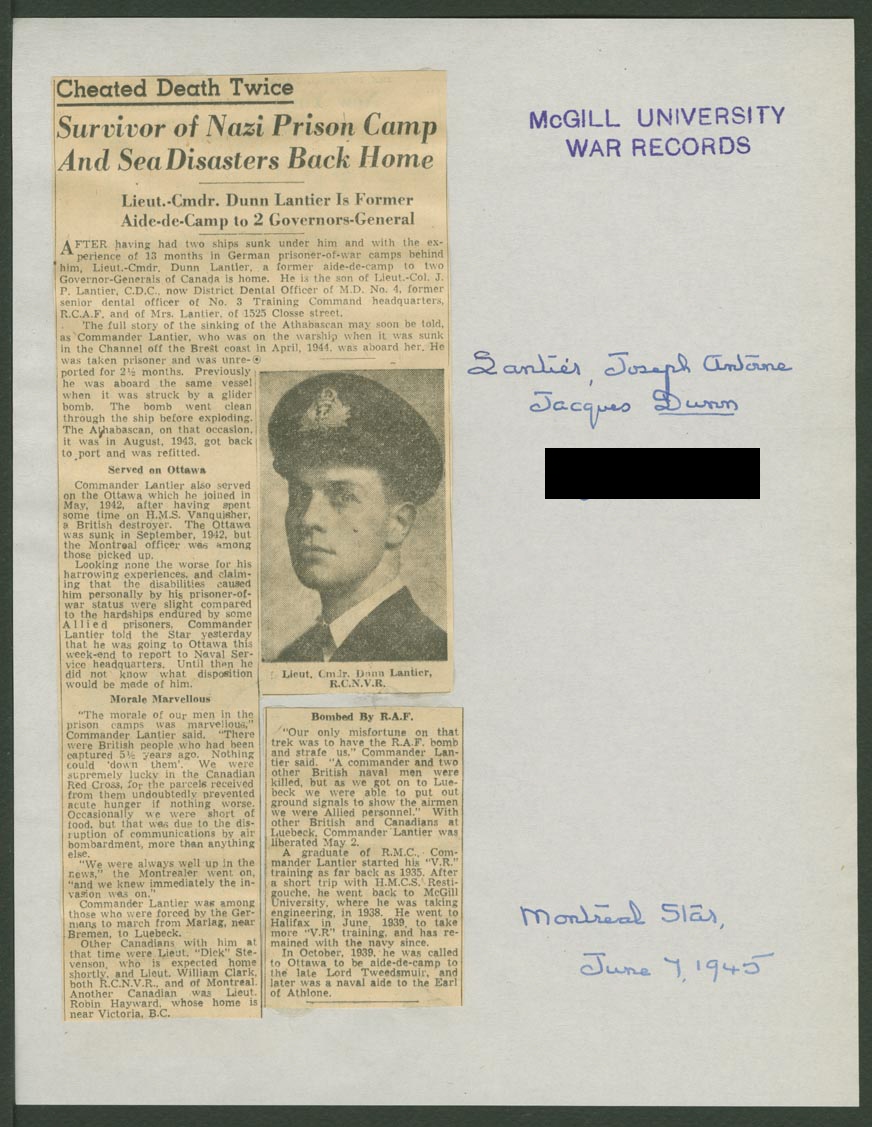 Cheated Death Twice
Survivor of Nazi Prison Camp
And Sea Disasters Back Home
Lieut.-Cmdr. Dunn Lantier Is Former
Aide-de-Camp to 2 Governors-General
AFTER having had two ships sunk under him and with the ex-
perience of 13 months in German prisoner-of-war camps behind
him, Lieut.-Cmdr. Dunn Lantier, a former aide-de-camp to two
Governor-Generals of Canada is home. He is the son of Lieut.-Col. J.
P. Lantier, C.D.C., now District Dental Officer of M.D. No. 4, former
senior dental officer of No. 3 Training Command headquarters,
R.C.A.F. and of Mrs. Lantier, of 1525 Closse street.
The full story of the sinking of the Athabascan may soon be told,
as Commander Lantier, who was on the warship when it was sunk
in the Channel off the Brest coast in April, 1944, was aboard her. He
was taken prisoner and was unre-
ported for 2½ months. Previously
he was aboard the same vessel
when it was struck by a glider
bomb. The bomb went clean
through the ship before exploding.
The Athabascan, on that occasion,
it was in August, 1943, got back
to port and was refitted.
Served on Ottawa
Commander Lantier also served
on the Ottawa which he joined in
May, 1942, after having spent
some time on H.M.S. Vanquisher,
a British destroyer. The Ottawa
was sunk in September, 1942, but
the Montreal officer was among
those picked up.
Looking none the worse for his
harrowing experiences, and claim-
ing that the disabilities caused
him personally by his prisoner-of-
war status were slight compared
to the hardships endured by some
Allied prisoners, Commander
Lantier told the Star yesterday
that he was going to Ottawa this
week-end to report to Naval Ser-
vice headquarters. Until then he
did not know what disposition
would be made of him.
Morale Marvellous
"The morale of our men in the
prison camps was marvellous,"
Commander Lantier said. "There
were British people who had been
captured 5½ years ago. Nothing
could 'down them'. We were
supremely lucky in the Canadian
Red Cross, for the parcels received
from them undoubtedly prevented
acute hunger if nothing worse.
Occasionally we were short of
food, but that was due to the dis-
ruption of communications by air
bombardment, more than anything
else.
"We were always well up in the
news," the Montrealer went on,
"and we knew immediately the in-
vasion was on."
Commander Lantier was among
those who were forced by the Ger-
mans to march from Marlag, near
Bremen, to Luebeck.
Other Canadians with him at
that time were Lieut. "Dick" Ste-
venson, who is expected home
shortly, and Lieut. William Clark,
both R.C.N.V.R., and of Montreal.
Another Canadian was Lieut.
Robin Hayward, whose home is
near Victoria, B.C.
Lieut. Cmdr. Dunn Lantier,
R.C.N.V.R.
Bombed By R.A.F.
"Our only misfortune on that
trek was to have the R.A.F. bomb
and strafe us," Commander Lan-
tier said. "A commander and two
other British naval men were
killed, but as we got on to Lue-
beck we were able to put out
ground signals to show the airmen
we were Allied personnel." With
other British and Canadians at
Luebeck, Commander Lantier was
liberated May 2.
A graduate of R.M.C., Com-
mander Lantier started his "V.R."
training as far back as 1935. After
a short trip with H.M.C.S. Resti-
gouche, he went back to McGill
University, where he was taking
engineering, in 1938. He went to
Halifax in June, 1939, to take
more "V.R" training, and has re-
mained with the navy since.
In October, 1939, he was called
to Ottawa to be aide-de-camp to
the late Lord Tweedsmuir, and
later was a naval aide to the Earl
of Athlone.
McGILL UNIVERSITY
WAR RECORDS
Lantier, Joseph Antoine
Jacques Dunn
Montreal Star,
June 7, 1945